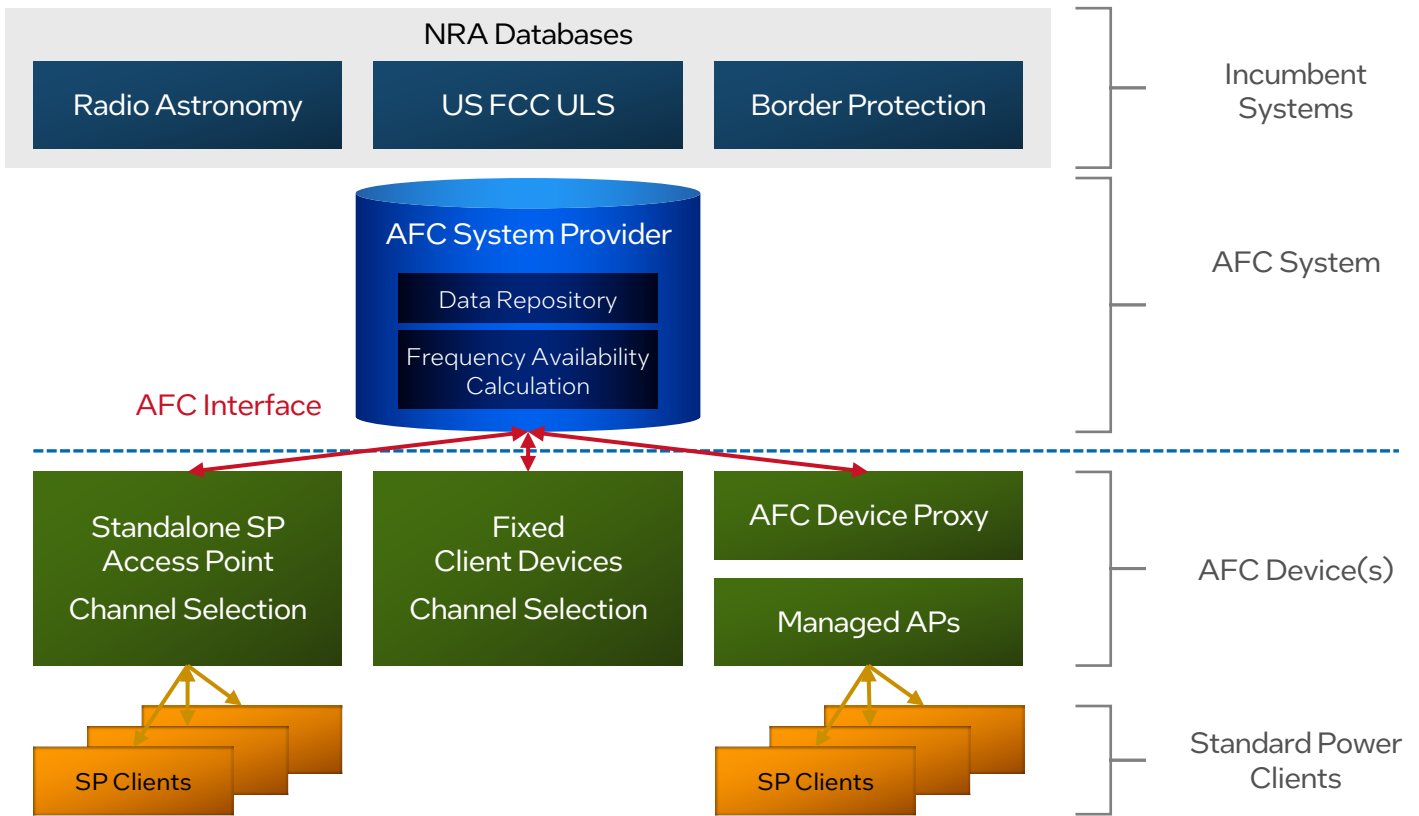 NRA Databases
Radio Astronomy
US FCC ULS
Border Protection
Incumbent
Systems
AFC System Provider
Data Repository
Frequency Availability
Calculation
AFC System
AFC Interface
Standalone SP
Access Point
Channel Selection
Fixed
Client Devices
Channel Selection
AFC Device Proxy
Managed APs
AFC Device(s)
SP Clients
SP Clients
Standard Power
Clients